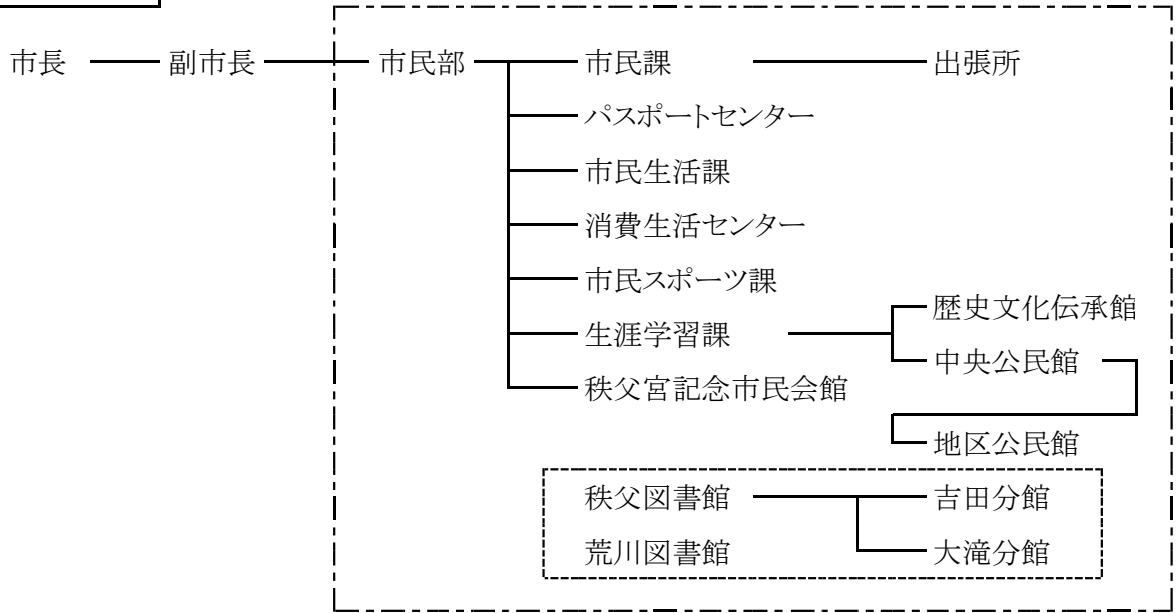 市長 副市長 市民部 市民課 出張所
パスポートセンター
市民生活課
消費生活センター
市民スポーツ課
歴史文化伝承館
生涯学習課
中央公民館
秩父宮記念市民会館
地区公民館
秩父図書館 吉田分館
荒川図書館 大滝分館